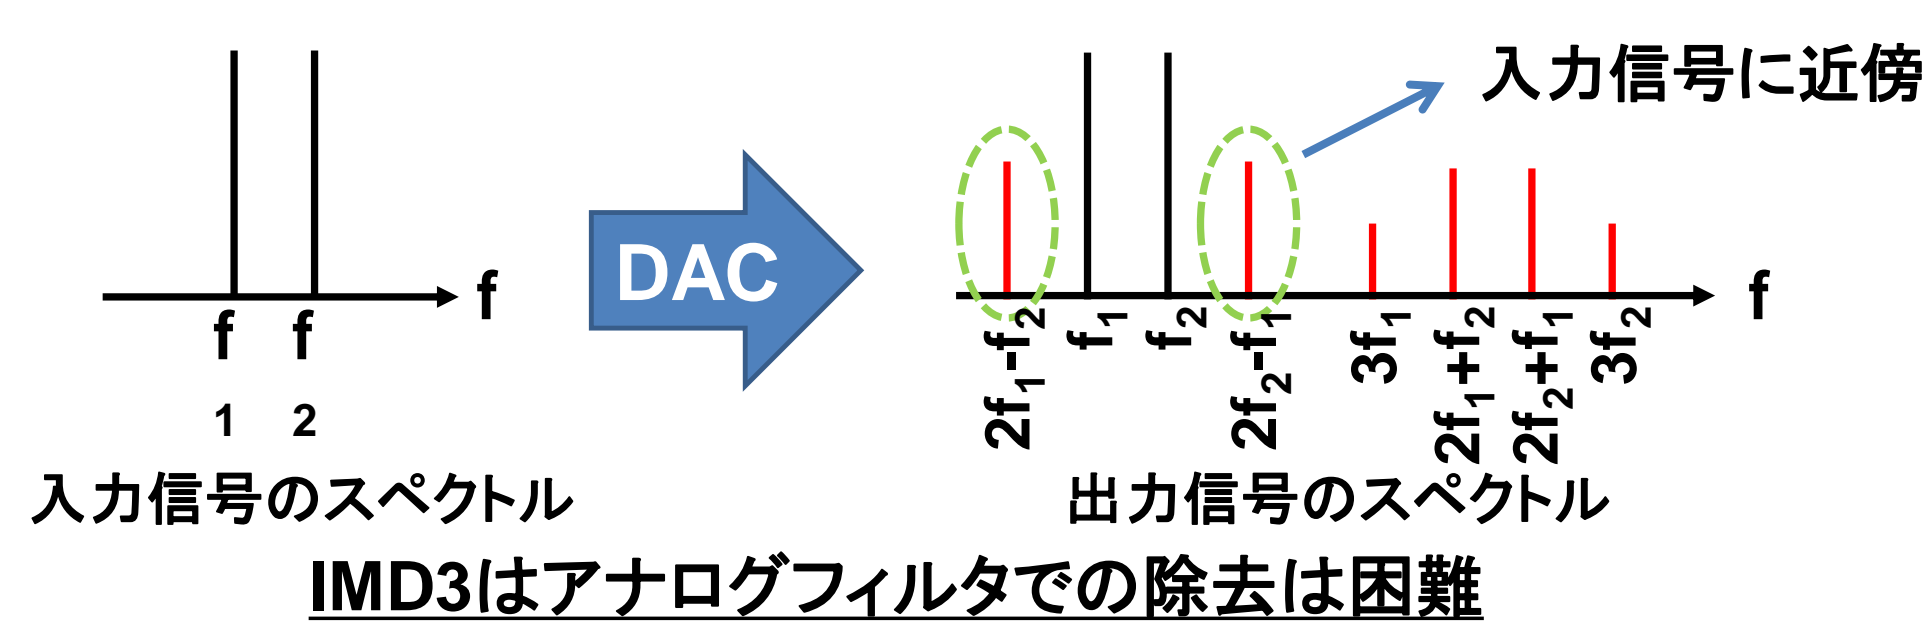 入力信号に近傍
DAC
f
f
f1 f2
2f1-f2 f1 f2 2f2-f1 3f1 2f1+f2 2f2+f1 3f2
入力信号のスペクトル
出力信号のスペクトル
IMD3はアナログフィルタでの除去は困難